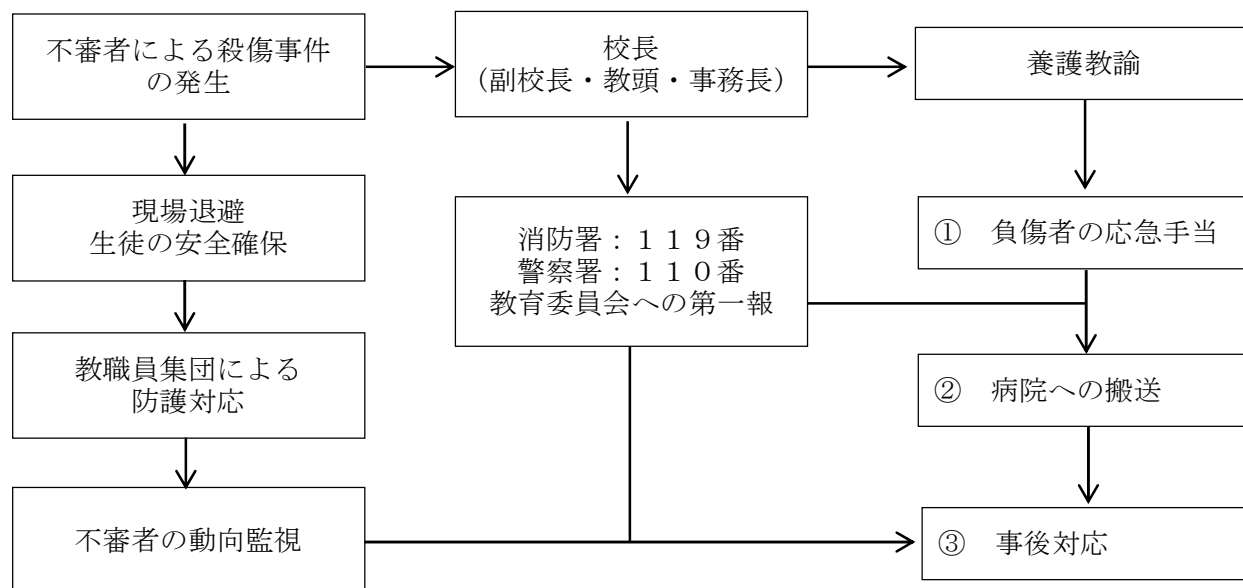 不審者による殺傷事件
の発生
校長
（副校長・教頭・事務長）
養護教諭
現場退避
生徒の安全確保
消防署：１１９番
警察署：１１０番
教育委員会への第一報
①　負傷者の応急手当
教職員集団による
防護対応
②　病院への搬送
不審者の動向監視
③　事後対応